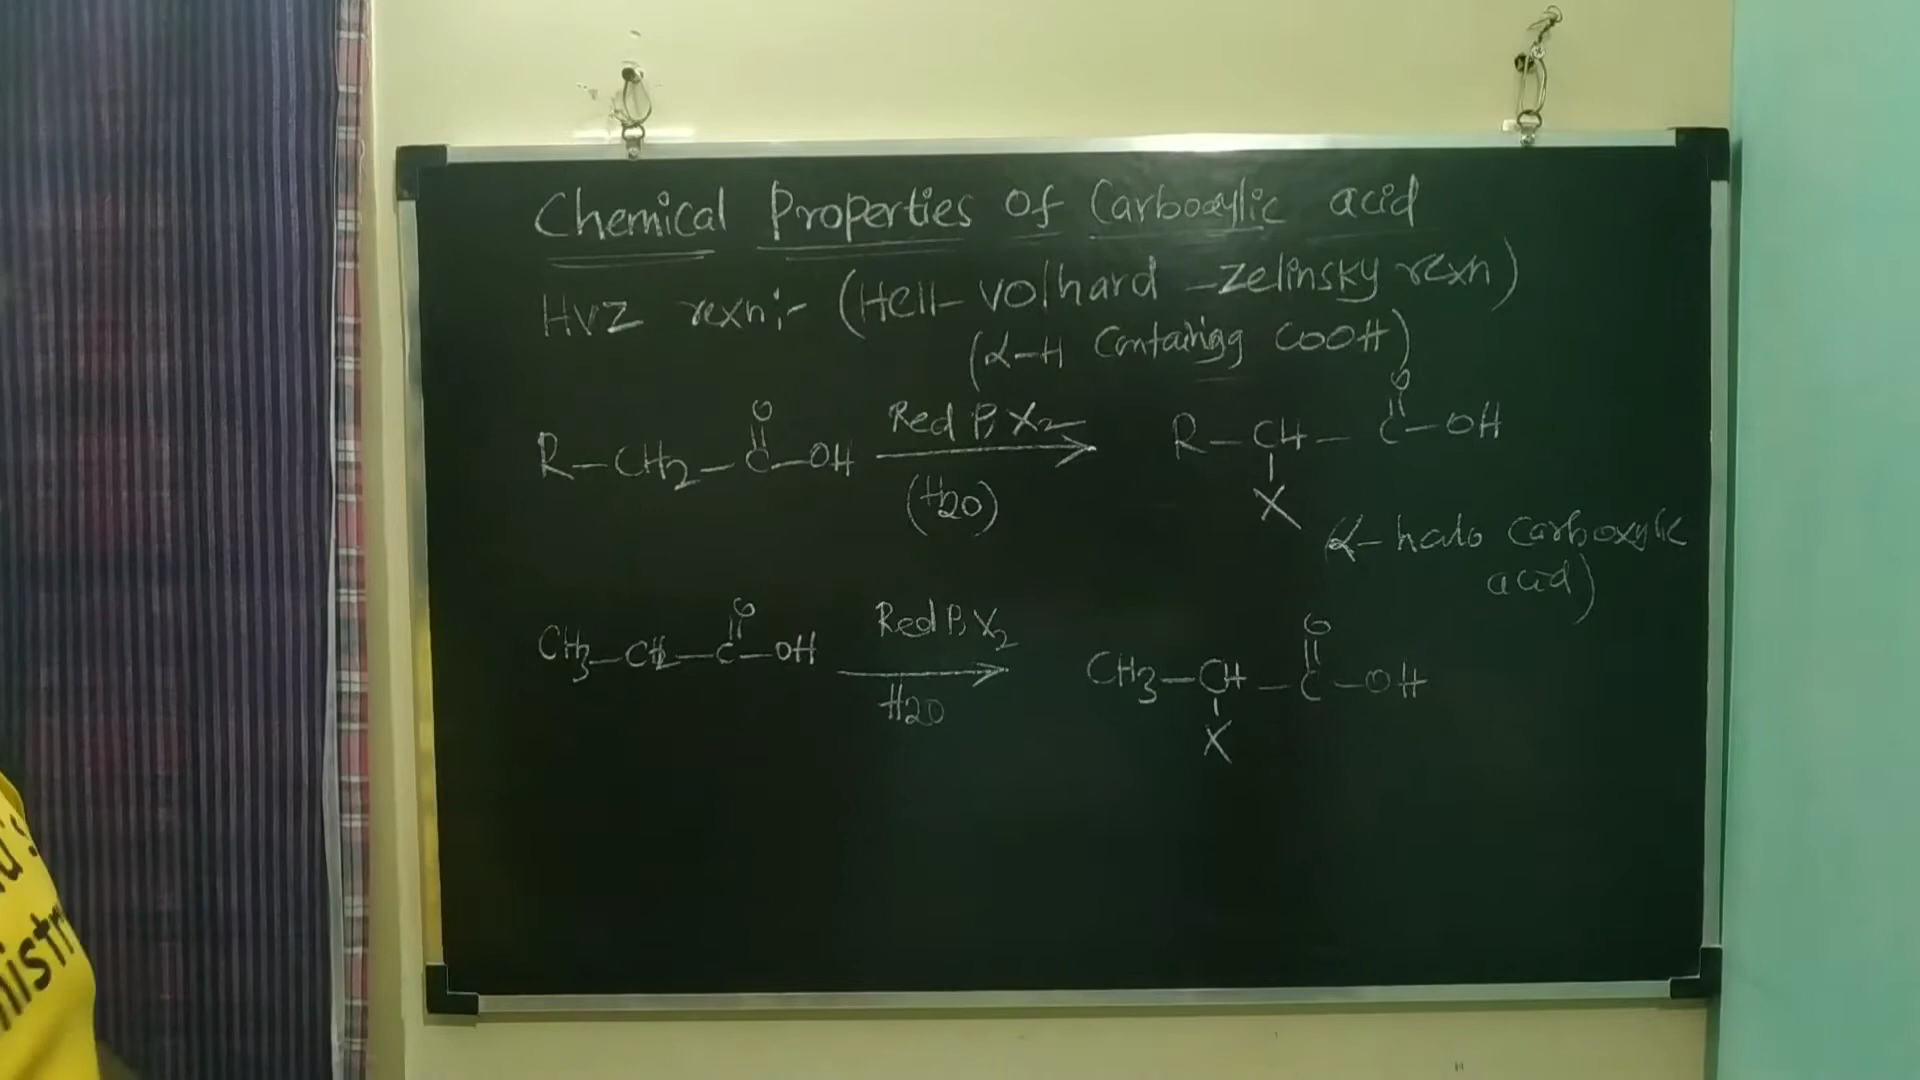 Chemical Properties of Carboxylic acid
HVZ rexn:- (Hell-volhard-Zelinsky rexn)
(α-H Containigg COOH)
O O
R-CH2-C-OH Red P, X2 R-CH-C-OH
(H2O) X
α-halo Carboxylic
acid)
O O
CH3-CH2-C-OH Red P, X2 CH3-CH-C-OH
H2O X